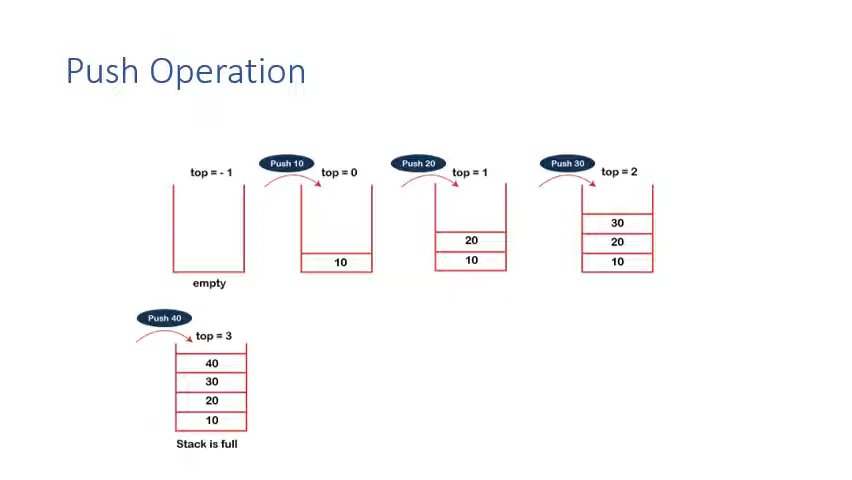 Push Operation
top = - 1
Push 10
top = 0
Push 20
top = 1
Push 30
top = 2
10
20
10
30
20
10
empty
Push 40
top = 3
40
30
20
10
Stack is full